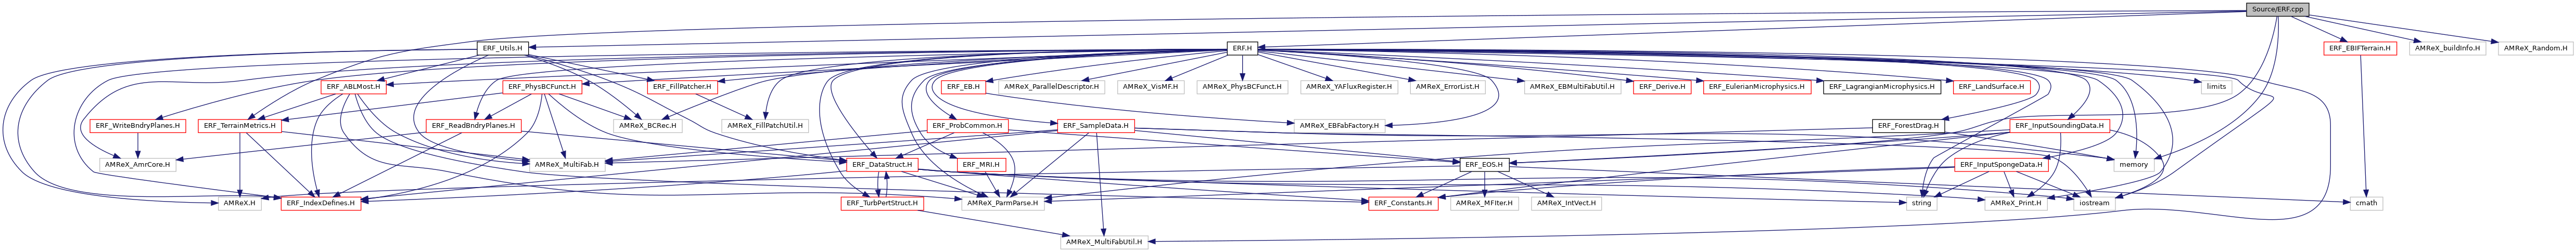 Source/ERF.cpp
ERF_Utils.H
ERF.H
ERF_EBIFTerrain.H
AMReX_buildInfo.H
AMReX_Random.H
ERF_ABLMost.H
ERF_PhysBCFunct.H
ERF_FillPatcher.H
ERF_EB.H
AMReX_ParallelDescriptor.H
AMReX_VisMF.H
AMReX_PhysBCFunct.H
AMReX_YAFluxRegister.H
AMReX_ErrorList.H
AMReX_EBMultiFabUtil.H
ERF_Derive.H
ERF_EulerianMicrophysics.H
ERF_LagrangianMicrophysics.H
ERF_LandSurface.H
limits
ERF_WriteBndryPlanes.H
ERF_TerrainMetrics.H
ERF_ReadBndryPlanes.H
AMReX_BCRec.H
AMReX_FillPatchUtil.H
ERF_ProbCommon.H
ERF_SampleData.H
AMReX_EBFabFactory.H
ERF_ForestDrag.H
ERF_InputSoundingData.H
AMReX_AmrCore.H
AMReX_MultiFab.H
ERF_DataStruct.H
ERF_MRI.H
ERF_EOS.H
ERF_InputSpongeData.H
memory
AMReX.H
ERF_IndexDefines.H
ERF_TurbPertStruct.H
AMReX_ParmParse.H
ERF_Constants.H
AMReX_MFIter.H
AMReX_IntVect.H
string
AMReX_Print.H
iostream
cmath
AMReX_MultiFabUtil.H